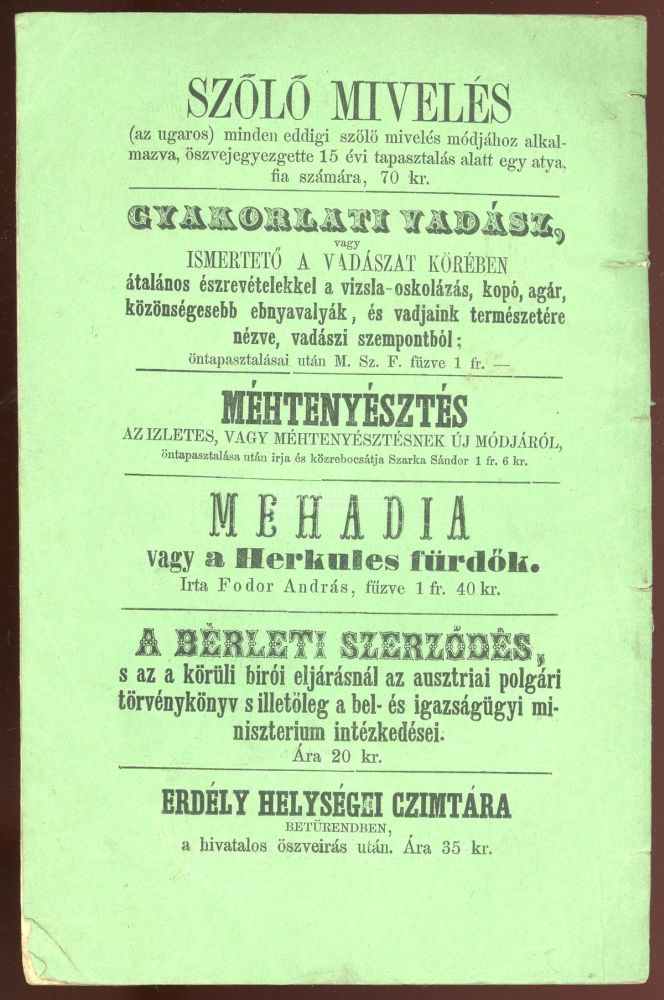 SZŐLŐ MIVELÉS
(az ugaros) minden eddigi szőlő mivelés módjához alkal-
mazva, öszvejegyezgette 15 évi tapasztalás alatt egy atya,
fia számára, 70 kr.
GYAKORLATI VADÁSZ,
vagy
ISMERTETŐ A VADÁSZAT KÖRÉBEN
átalános észrevételekkel a vizsla-oskolázás, kopó, agár,
közönségesebb ebnyavalyák, és vadjaink természetére
nézve, vadászi szempontból;
öntapasztalásai után M. Sz. F. fűzve 1 fr. —
MÉHTENYÉSZTÉS
AZ IZLETES, VAGY MÉHTENYÉSZTÉSNEK ÚJ MÓDJÁRÓL,
öntapasztalása után irja és közrebocsátja Szarka Sándor 1 fr. 6 kr.
MEHADIA
vagy a Herkules fürdők.
Irta Fodor András, fűzve 1 fr. 40 kr.
A BÉRLETI SZERZŐDÉS,
s az a körüli birói eljárásnál az ausztriai polgári
törvénykönyv s illetőleg a bel- és igazságügyi mi-
niszterium intézkedései.
Ára 20 kr.
ERDÉLY HELYSÉGEI CZIMTÁRA
BETÜRENDBEN,
a hivatalos öszveirás után. Ára 35 kr.